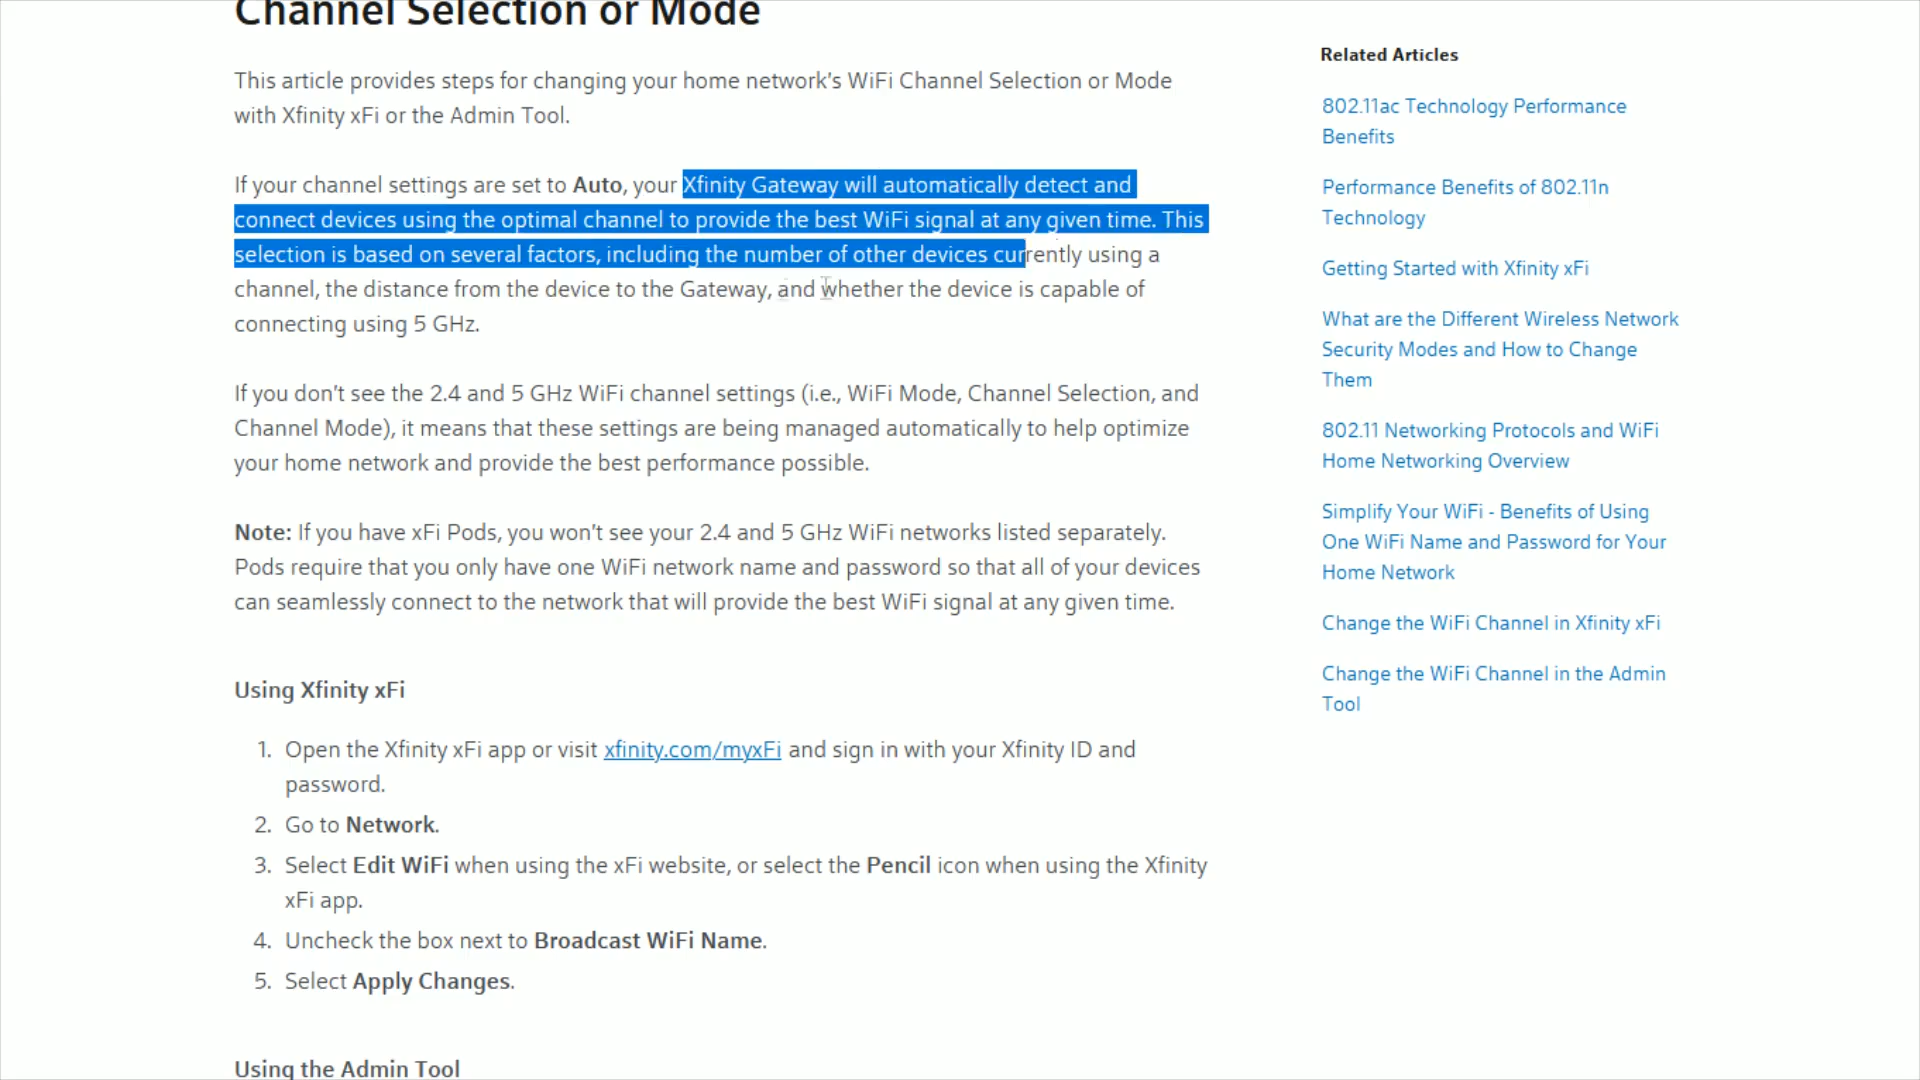 Channel Selection or Mode
This article provides steps for changing your home network's WiFi Channel Selection or Mode
with Xfinity xFi or the Admin Tool.
If your channel settings are set to Auto, your Xfinity Gateway will automatically detect and
connect devices using the optimal channel to provide the best WiFi signal at any given time. This
selection is based on several factors, including the number of other devices currently using a
channel, the distance from the device to the Gateway, and whether the device is capable of
connecting using 5 GHz.
If you don't see the 2.4 and 5 GHz WiFi channel settings (i.e., WiFi Mode, Channel Selection, and
Channel Mode), it means that these settings are being managed automatically to help optimize
your home network and provide the best performance possible.
Note: If you have xFi Pods, you won't see your 2.4 and 5 GHz WiFi networks listed separately.
Pods require that you only have one WiFi network name and password so that all of your devices
can seamlessly connect to the network that will provide the best WiFi signal at any given time.
Using Xfinity xFi
1. Open the Xfinity xFi app or visit xfinity.com/myxFi and sign in with your Xfinity ID and
password.
2. Go to Network.
3. Select Edit WiFi when using the xFi website, or select the Pencil icon when using the Xfinity
xFi app.
4. Uncheck the box next to Broadcast WiFi Name.
5. Select Apply Changes.
Using the Admin Tool
Related Articles
802.11ac Technology Performance
Benefits
Performance Benefits of 802.11n
Technology
Getting Started with Xfinity xFi
What are the Different Wireless Network
Security Modes and How to Change
Them
802.11 Networking Protocols and WiFi
Home Networking Overview
Simplify Your WiFi - Benefits of Using
One WiFi Name and Password for Your
Home Network
Change the WiFi Channel in Xfinity xFi
Change the WiFi Channel in the Admin
Tool